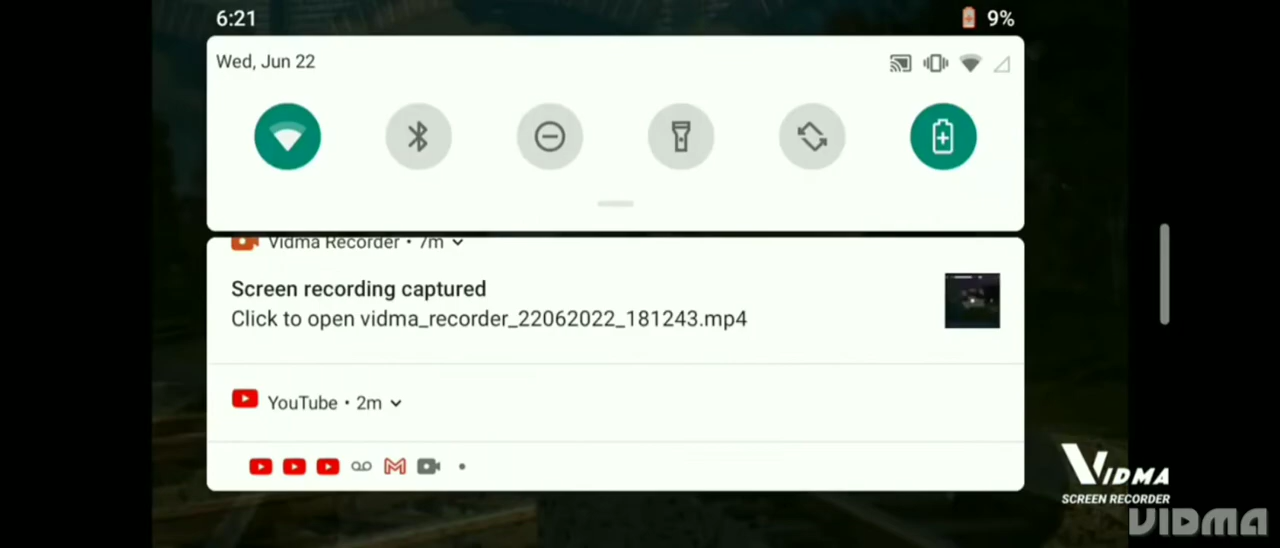 6:21
9%
Wed, Jun 22
Vidma Recorder • 7m
Screen recording captured
Click to open vidma_recorder_22062022_181243.mp4
YouTube • 2m
VIDMA
SCREEN RECORDER
VIDMA